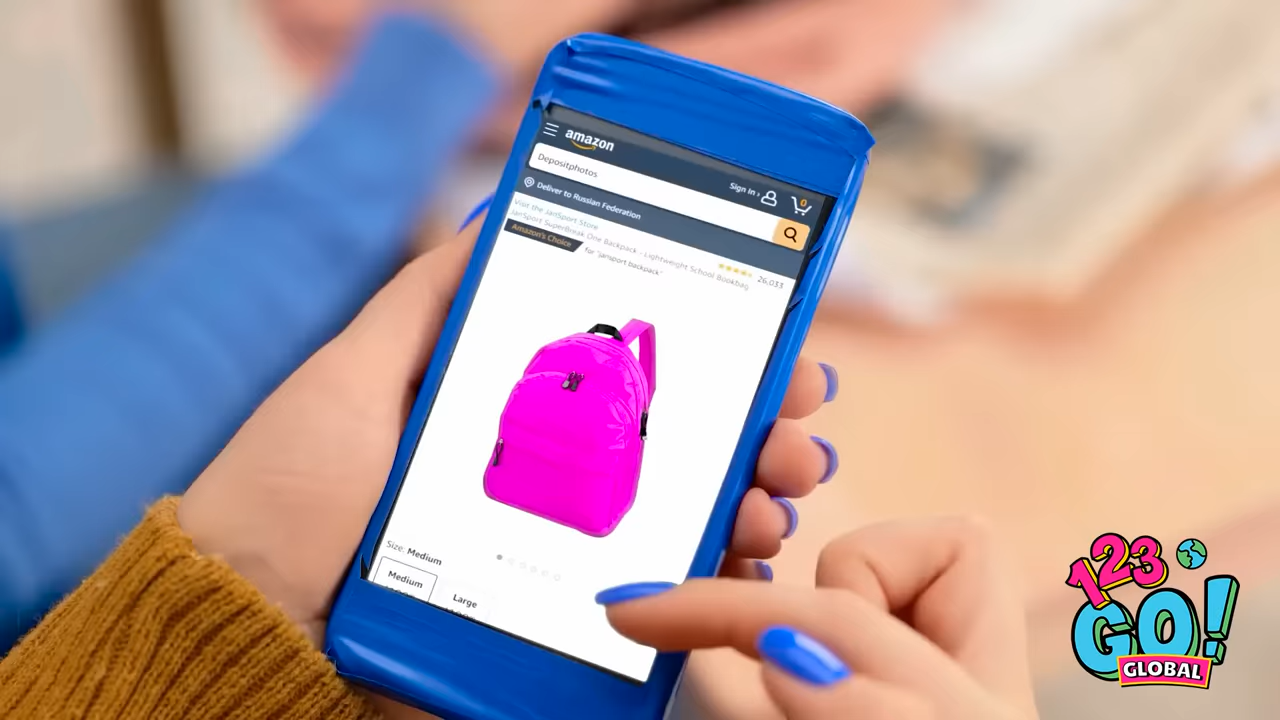 amazon
Depositphotos
Sign in ›
0
Deliver to Russian Federation
Visit the JanSport Store
JanSport SuperBreak One Backpack - Lightweight School Bookbag
26,033
Amazon's Choice for "jansport backpack"
Size: Medium
Medium
Large
123
GO!
GLOBAL